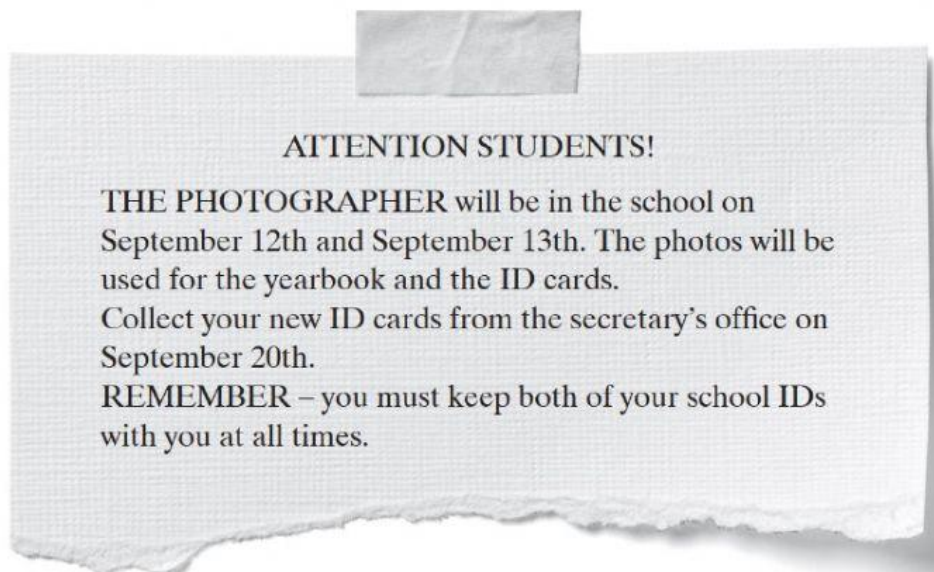 ATTENTION STUDENTS!
THE PHOTOGRAPHER will be in the school on
September 12th and September 13th. The photos will be
used for the yearbook and the ID cards.
Collect your new ID cards from the secretary's office on
September 20th.
REMEMBER – you must keep both of your school IDs
with you at all times.